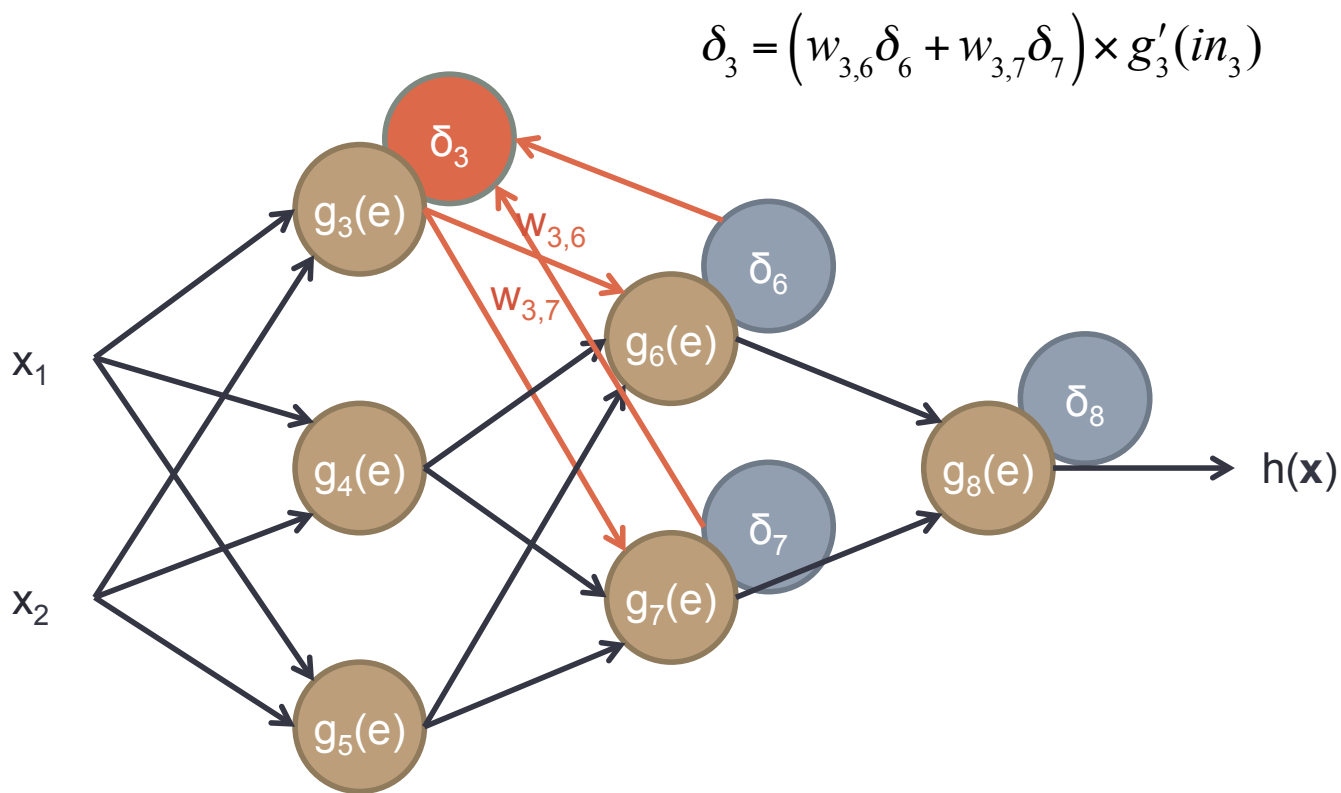 δ₃ = (w₃,₆δ₆ + w₃,₇δ₇) × g₃′(in₃)
δ₃
g₃(e)
w₃,₆
δ₆
w₃,₇
g₆(e)
x₁
δ₈
g₄(e)
g₈(e)
h(x)
δ₇
x₂
g₇(e)
g₅(e)